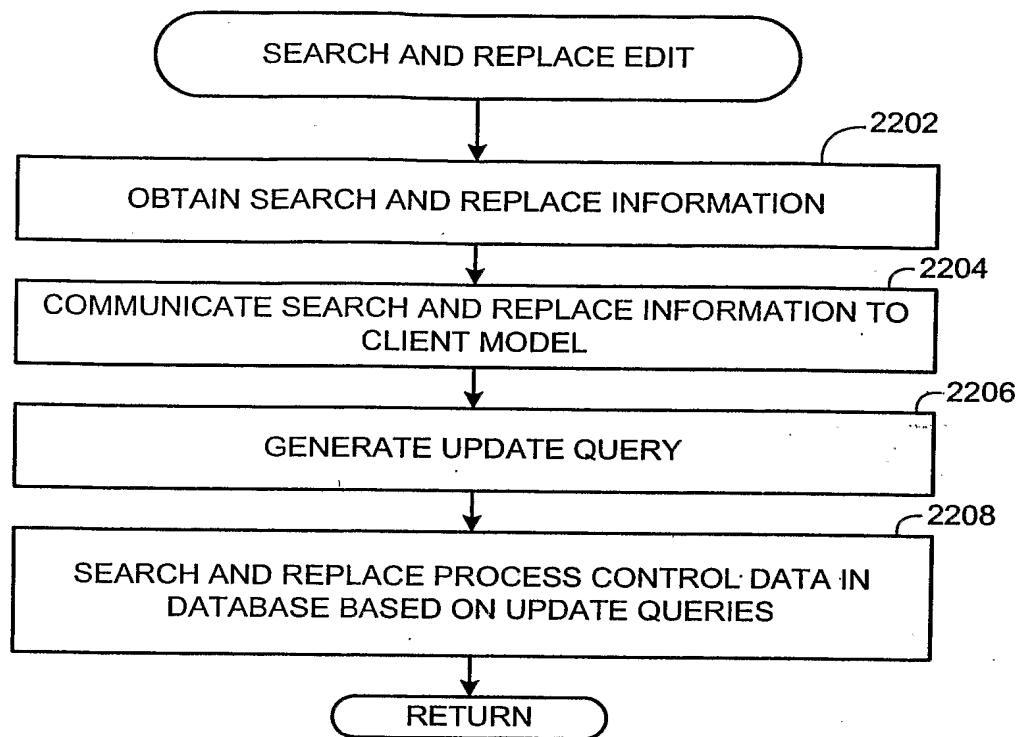 SEARCH AND REPLACE EDIT
2202
OBTAIN SEARCH AND REPLACE INFORMATION
2204
COMMUNICATE SEARCH AND REPLACE INFORMATION TO
CLIENT MODEL
2206
GENERATE UPDATE QUERY
2208
SEARCH AND REPLACE PROCESS CONTROL DATA IN
DATABASE BASED ON UPDATE QUERIES
RETURN